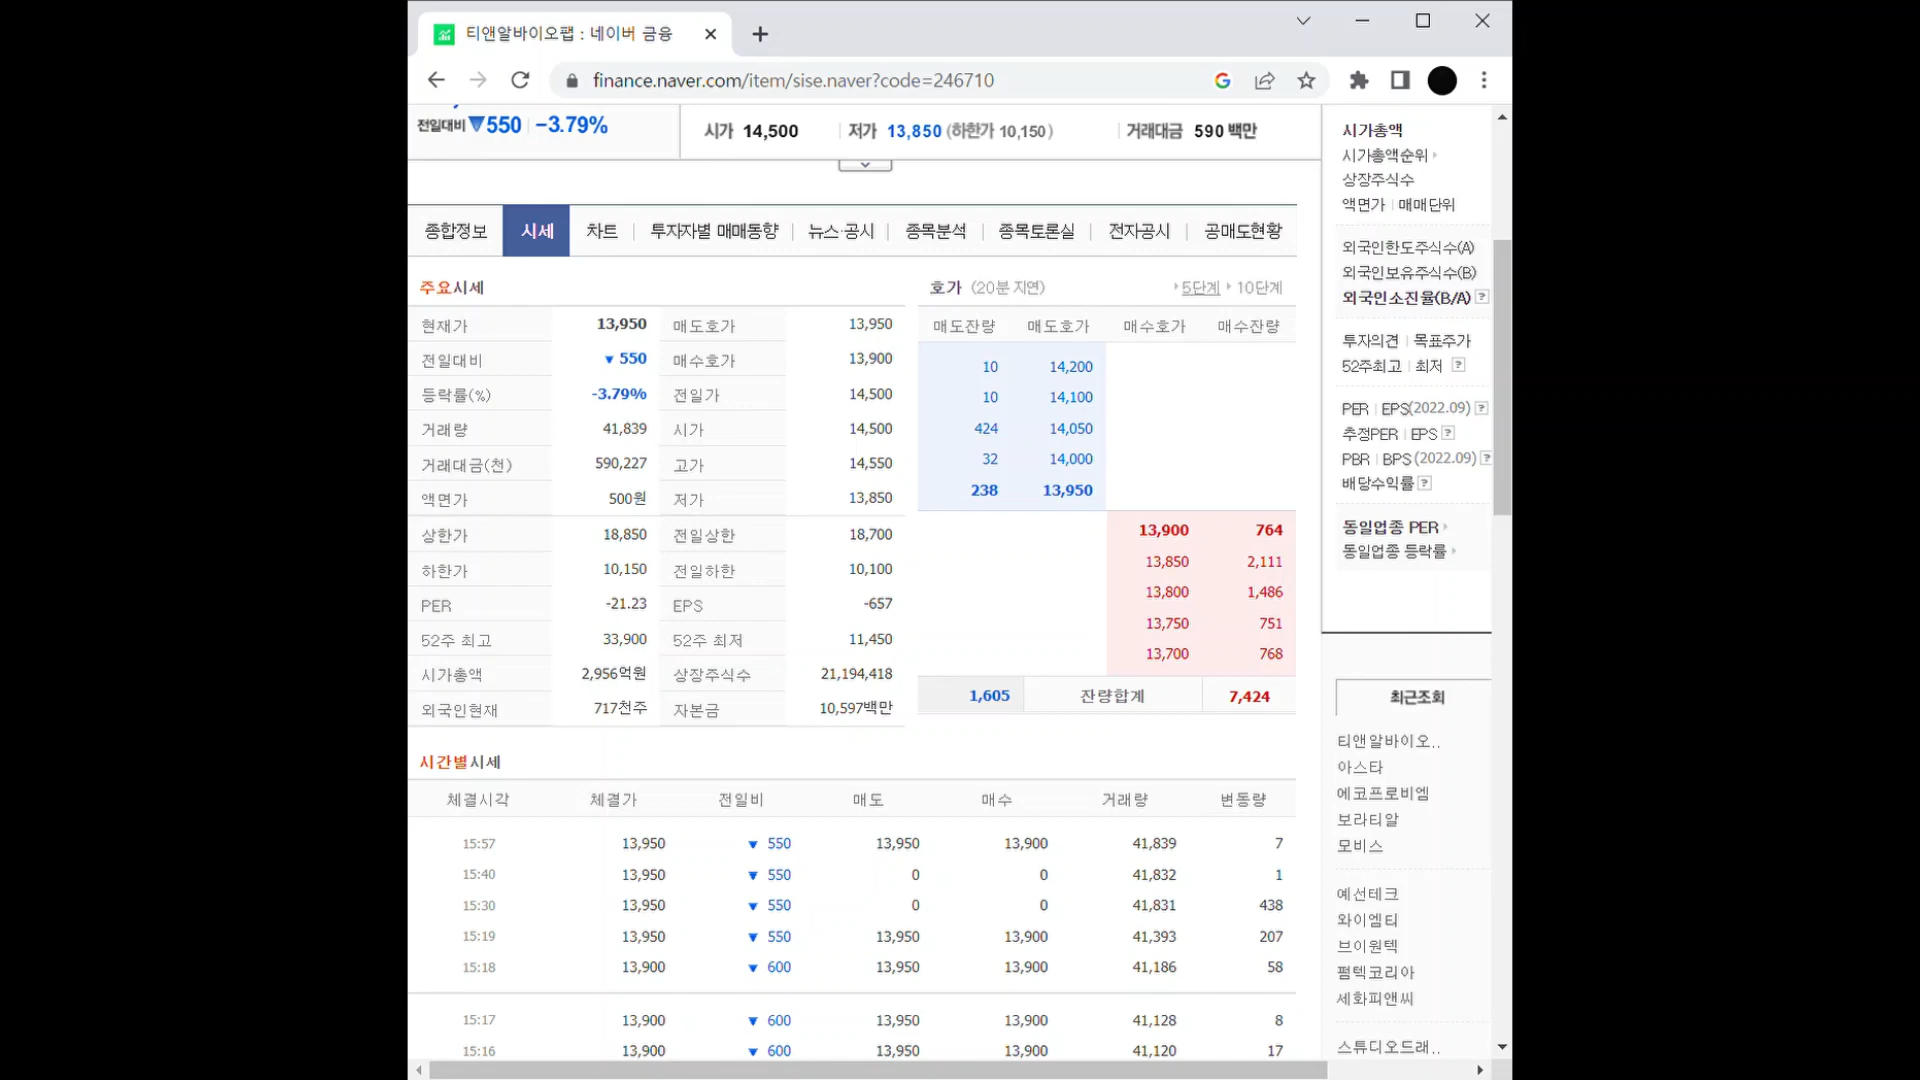 티앤알바이오팹 : 네이버 금융
finance.naver.com/item/sise.naver?code=246710
전일대비 ▼550 -3.79%
시가 14,500 저가 13,850 (하한가 10,150) 거래대금 590 백만
종합정보 시세 차트 투자자별 매매동향 뉴스·공시 종목분석 종목토론실 전자공시 공매도현황
주요시세
현재가 13,950 매도호가 13,950
전일대비 ▼ 550 매수호가 13,900
등락률(%) -3.79% 전일가 14,500
거래량 41,839 시가 14,500
거래대금(천) 590,227 고가 14,550
액면가 500원 저가 13,850
상한가 18,850 전일상한 18,700
하한가 10,150 전일하한 10,100
PER -21.23 EPS -657
52주 최고 33,900 52주 최저 11,450
시가총액 2,956억원 상장주식수 21,194,418
외국인현재 717천주 자본금 10,597백만
호가 (20분 지연) 5단계 10단계
매도잔량 매도호가 매수호가 매수잔량
10 14,200
10 14,100
424 14,050
32 14,000
238 13,950
13,900 764
13,850 2,111
13,800 1,486
13,750 751
13,700 768
1,605 잔량합계 7,424
시간별시세
체결시각 체결가 전일비 매도 매수 거래량 변동량
15:57 13,950 ▼ 550 13,950 13,900 41,839 7
15:40 13,950 ▼ 550 0 0 41,832 1
15:30 13,950 ▼ 550 0 0 41,831 438
15:19 13,950 ▼ 550 13,950 13,900 41,393 207
15:18 13,900 ▼ 600 13,950 13,900 41,186 58
15:17 13,900 ▼ 600 13,950 13,900 41,128 8
15:16 13,900 ▼ 600 13,950 13,900 41,120 17
시가총액
시가총액순위
상장주식수
액면가 매매단위
외국인한도주식수(A)
외국인보유주식수(B)
외국인소진율(B/A) ?
투자의견 목표주가
52주최고 최저 ?
PER EPS(2022.09) ?
추정PER EPS ?
PBR BPS (2022.09) ?
배당수익률 ?
동일업종 PER
동일업종 등락률
최근조회
티앤알바이오..
아스타
에코프로비엠
보라티알
모비스
예선테크
와이엠티
브이원텍
펌텍코리아
세화피앤씨
스튜디오드래..